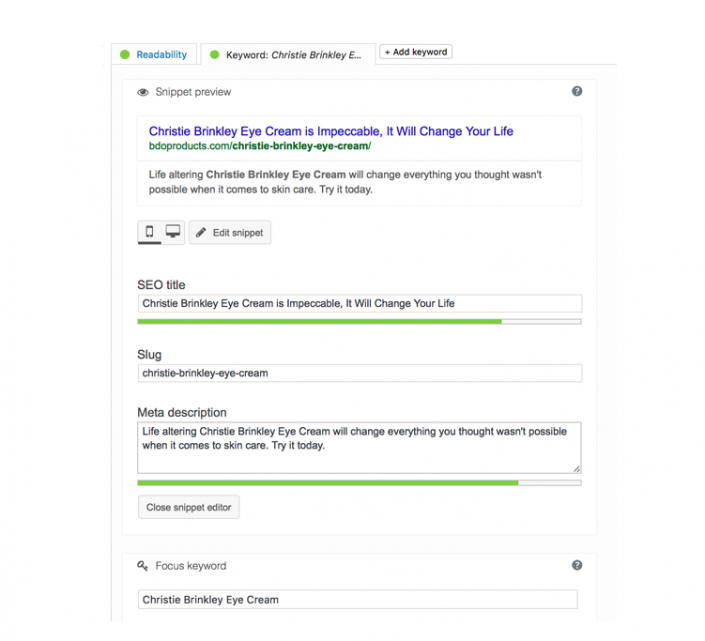 Readability
Keyword: Christie Brinkley E...
+ Add keyword
Snippet preview
?
Christie Brinkley Eye Cream is Impeccable, It Will Change Your Life
bdoproducts.com/christie-brinkley-eye-cream/
Life altering Christie Brinkley Eye Cream will change everything you thought wasn't
possible when it comes to skin care. Try it today.
Edit snippet
SEO title
Christie Brinkley Eye Cream is Impeccable, It Will Change Your Life
Slug
christie-brinkley-eye-cream
Meta description
Life altering Christie Brinkley Eye Cream will change everything you thought wasn't possible
when it comes to skin care. Try it today.
Close snippet editor
Focus keyword
?
Christie Brinkley Eye Cream